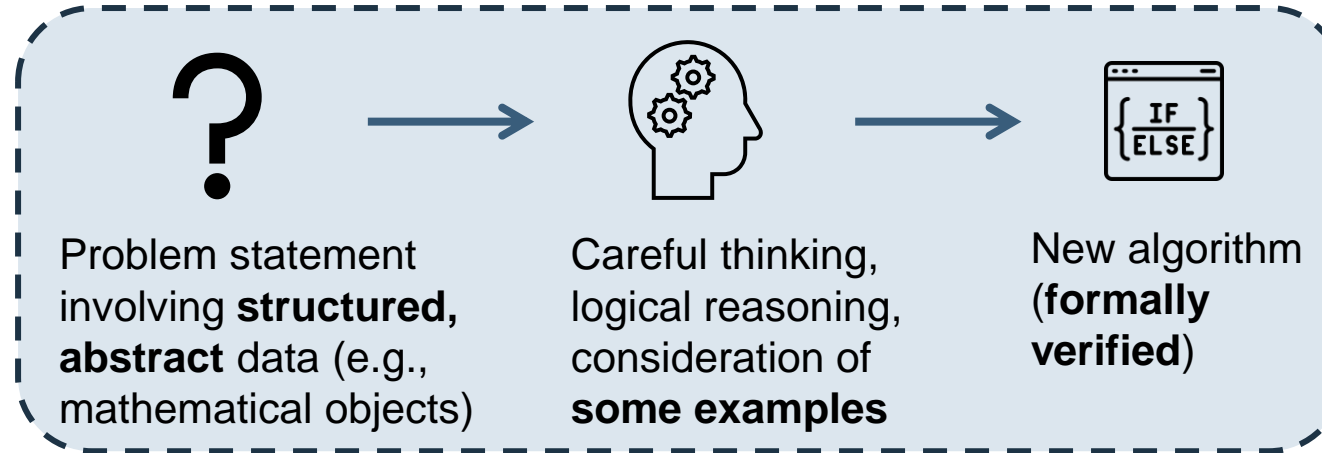 ?
Problem statement
involving structured,
abstract data (e.g.,
mathematical objects)
Careful thinking,
logical reasoning,
consideration of
some examples
{IF
ELSE}
New algorithm
(formally
verified)